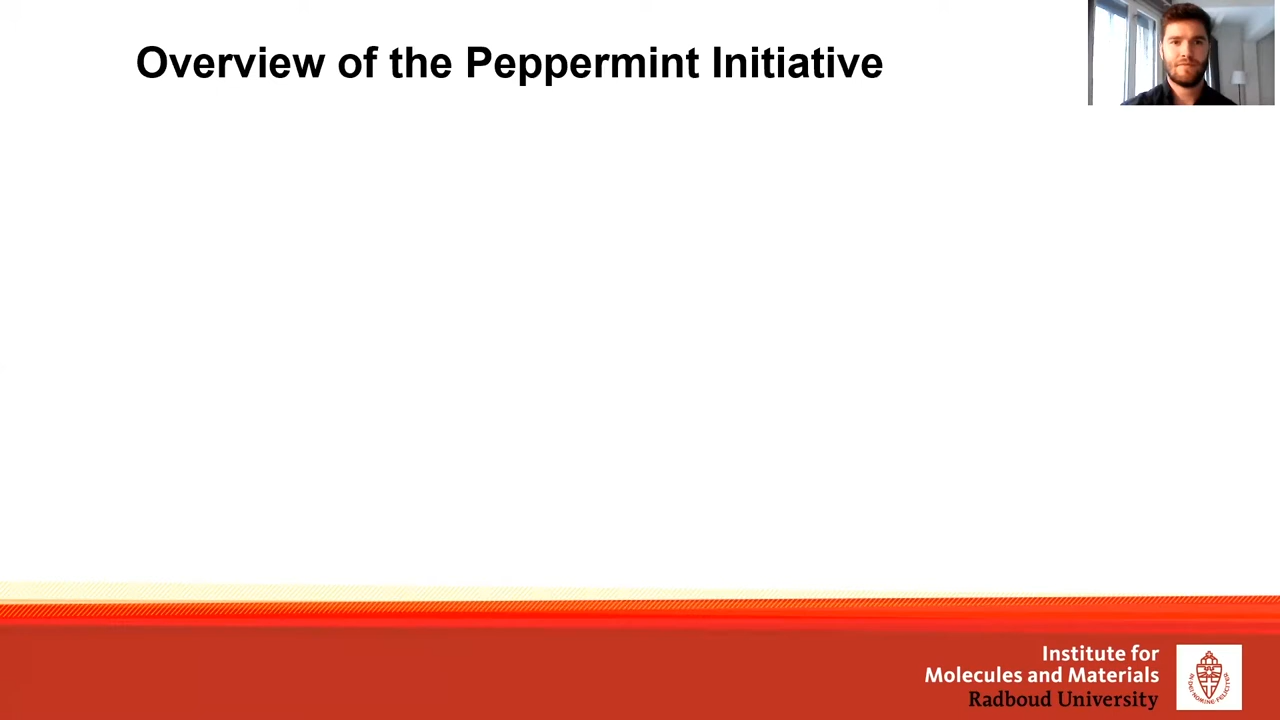 Overview of the Peppermint Initiative
Institute for
Molecules and Materials
Radboud University